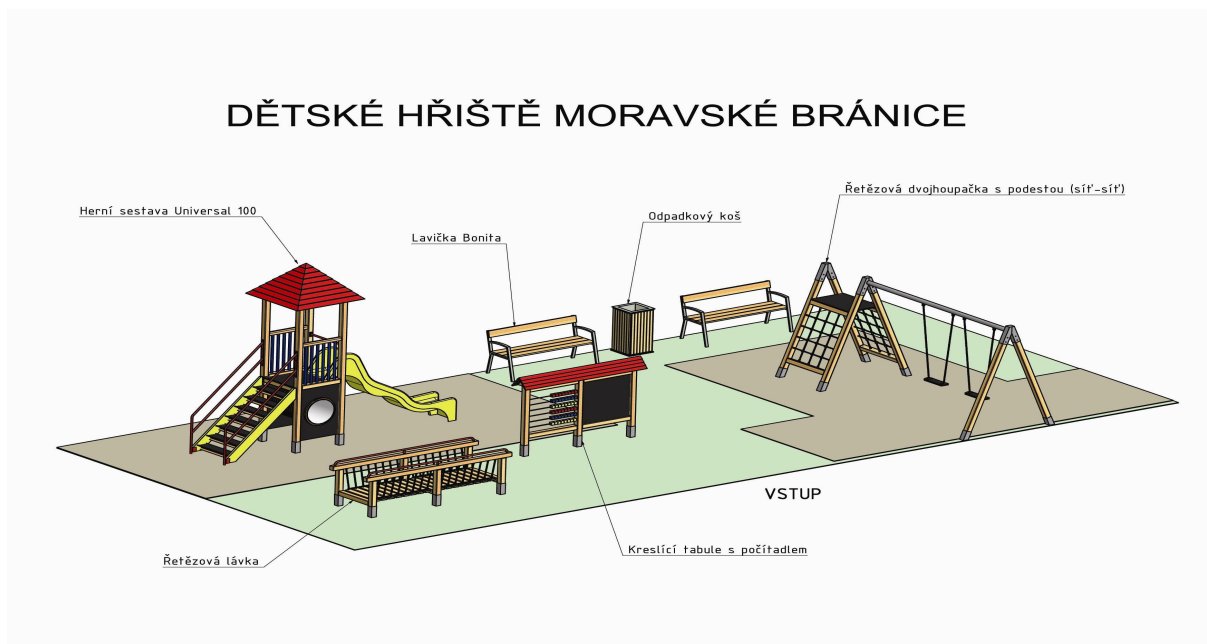 DĚTSKÉ HŘIŠTĚ MORAVSKÉ BRÁNICE
Řetězová dvojhoupačka s podestou (síť-síť)
Herní sestava Universal 100
Odpadkový koš
Lavička Bonita
VSTUP
Kreslící tabule s počítadlem
Řetězová lávka